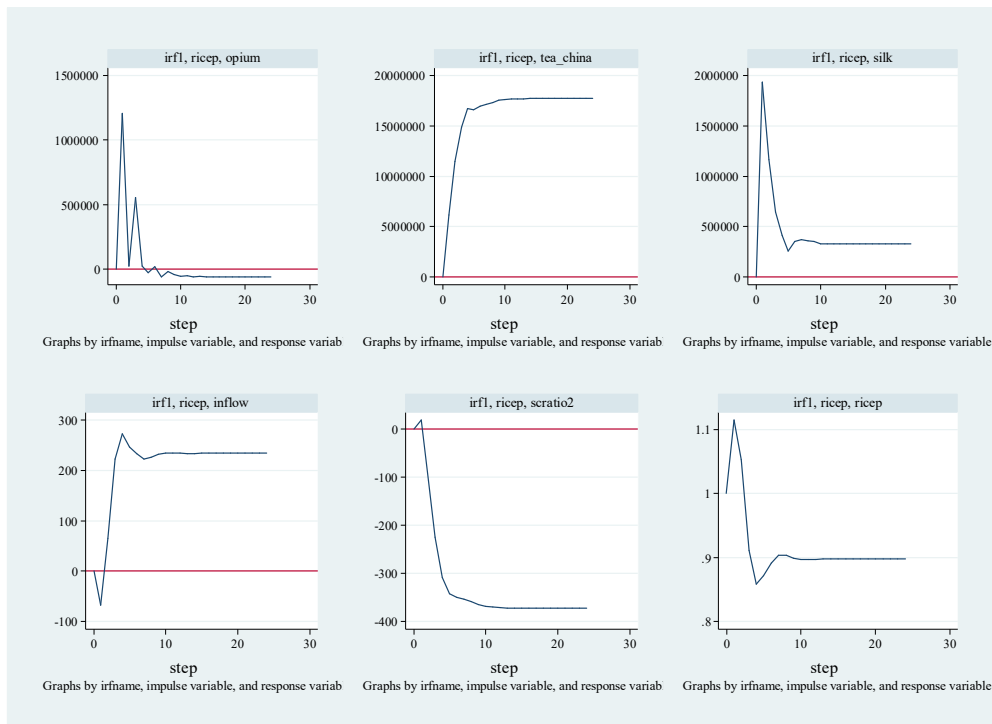 irf1, ricep, opium
1500000
1000000
500000
0
0 10 20 30
step
Graphs by irfname, impulse variable, and response variab
irf1, ricep, tea_china
20000000
15000000
10000000
5000000
0
0 10 20 30
step
Graphs by irfname, impulse variable, and response variab
irf1, ricep, silk
2000000
1500000
1000000
500000
0
0 10 20 30
step
Graphs by irfname, impulse variable, and response variable
irf1, ricep, inflow
300
200
100
0
-100
0 10 20 30
step
Graphs by irfname, impulse variable, and response variab
irf1, ricep, scratio2
0
-100
-200
-300
-400
0 10 20 30
step
Graphs by irfname, impulse variable, and response variab
irf1, ricep, ricep
1.1
1
.9
.8
0 10 20 30
step
Graphs by irfname, impulse variable, and response variable